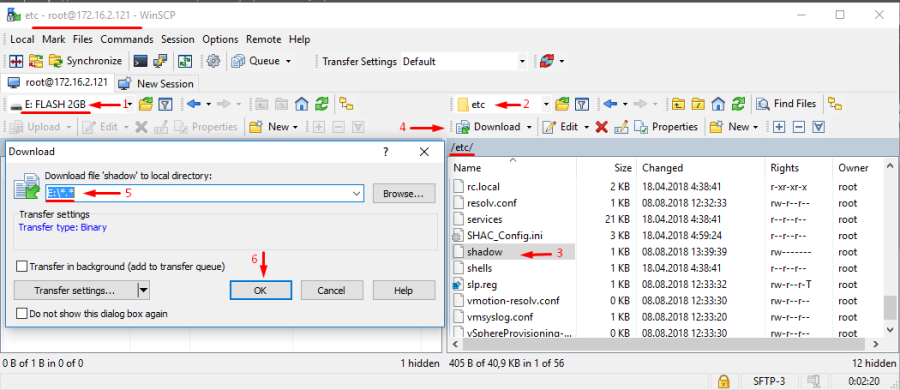 etc - root@172.16.2.121 - WinSCP
Local Mark Files Commands Session Options Remote Help
Synchronize Queue Transfer Settings Default
root@172.16.2.121 New Session
E: FLASH 2GB 1 etc 2 Find Files
Upload Edit Properties New 4 Download Edit Properties New
Download ? /etc/
Name Size Changed Rights Owner
Download file 'shadow' to local directory:
E:\*.* 5 Browse...
Transfer settings
Transfer type: Binary
Transfer in background (add to transfer queue) 6
Transfer settings... OK Cancel Help
Do not show this dialog box again
rc.local 2 KB 18.04.2018 4:38:41 r-xr-xr-x root
resolv.conf 1 KB 08.08.2018 12:32:33 rw-r--r-- root
services 21 KB 18.04.2018 4:38:41 r--r--r-- root
SHAC_Config.ini 3 KB 18.04.2018 4:59:24 r--r--r-- root
shadow 3 1 KB 08.08.2018 13:39:39 rw------- root
shells 1 KB 18.04.2018 4:38:41 r--r--r-- root
slp.reg 1 KB 08.08.2018 12:33:32 rw-r--r-T root
vmotion-resolv.conf 0 KB 08.08.2018 12:33:30 rw-r--r-- root
vmsyslog.conf 1 KB 08.08.2018 12:33:20 rw-r--r-- root
vSphereProvisioning-... 0 KB 08.08.2018 12:33:30 rw-r--r-- root
0 B of 1 B in 0 of 0 1 hidden 405 B of 40,9 KB in 1 of 56 12 hidden
SFTP-3 0:02:20